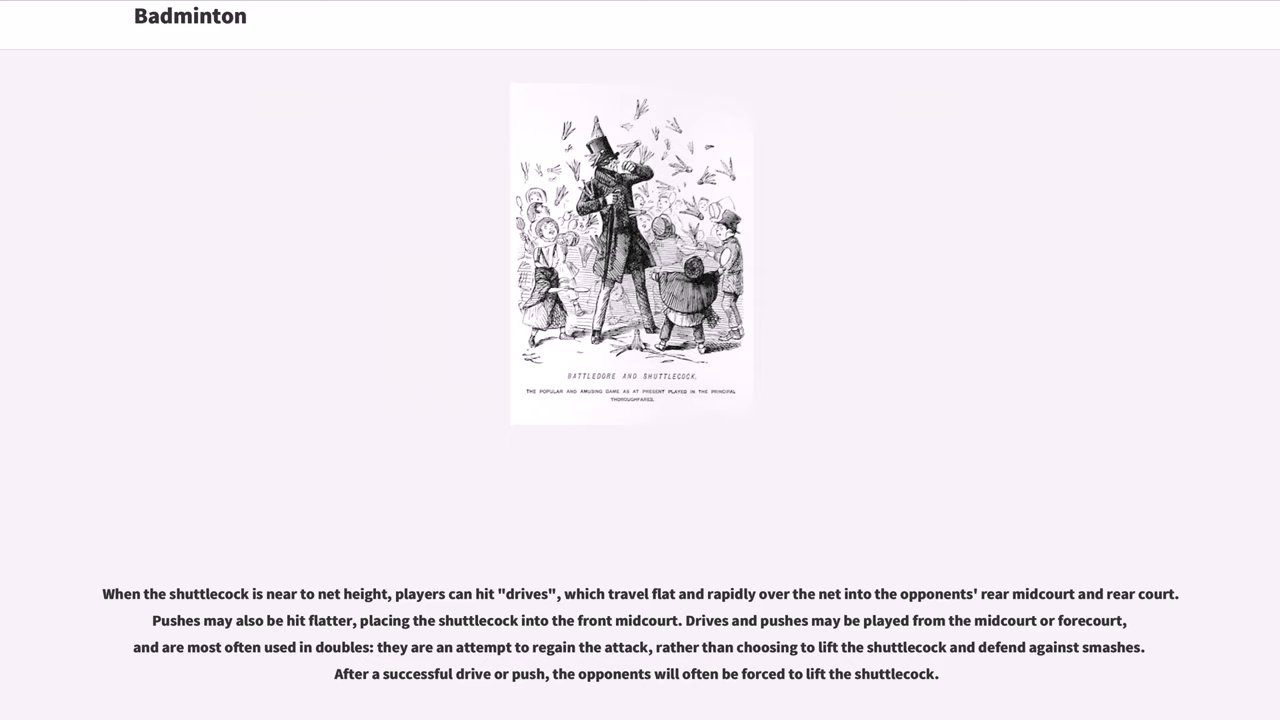 Badminton
BATTLEDORE AND SHUTTLECOCK.
THE POPULAR AND AMUSING GAME AS AT PRESENT PLAYED IN THE PRINCIPAL
THOROUGHFARES.
When the shuttlecock is near to net height, players can hit "drives", which travel flat and rapidly over the net into the opponents' rear midcourt and rear court.
Pushes may also be hit flatter, placing the shuttlecock into the front midcourt. Drives and pushes may be played from the midcourt or forecourt,
and are most often used in doubles: they are an attempt to regain the attack, rather than choosing to lift the shuttlecock and defend against smashes.
After a successful drive or push, the opponents will often be forced to lift the shuttlecock.